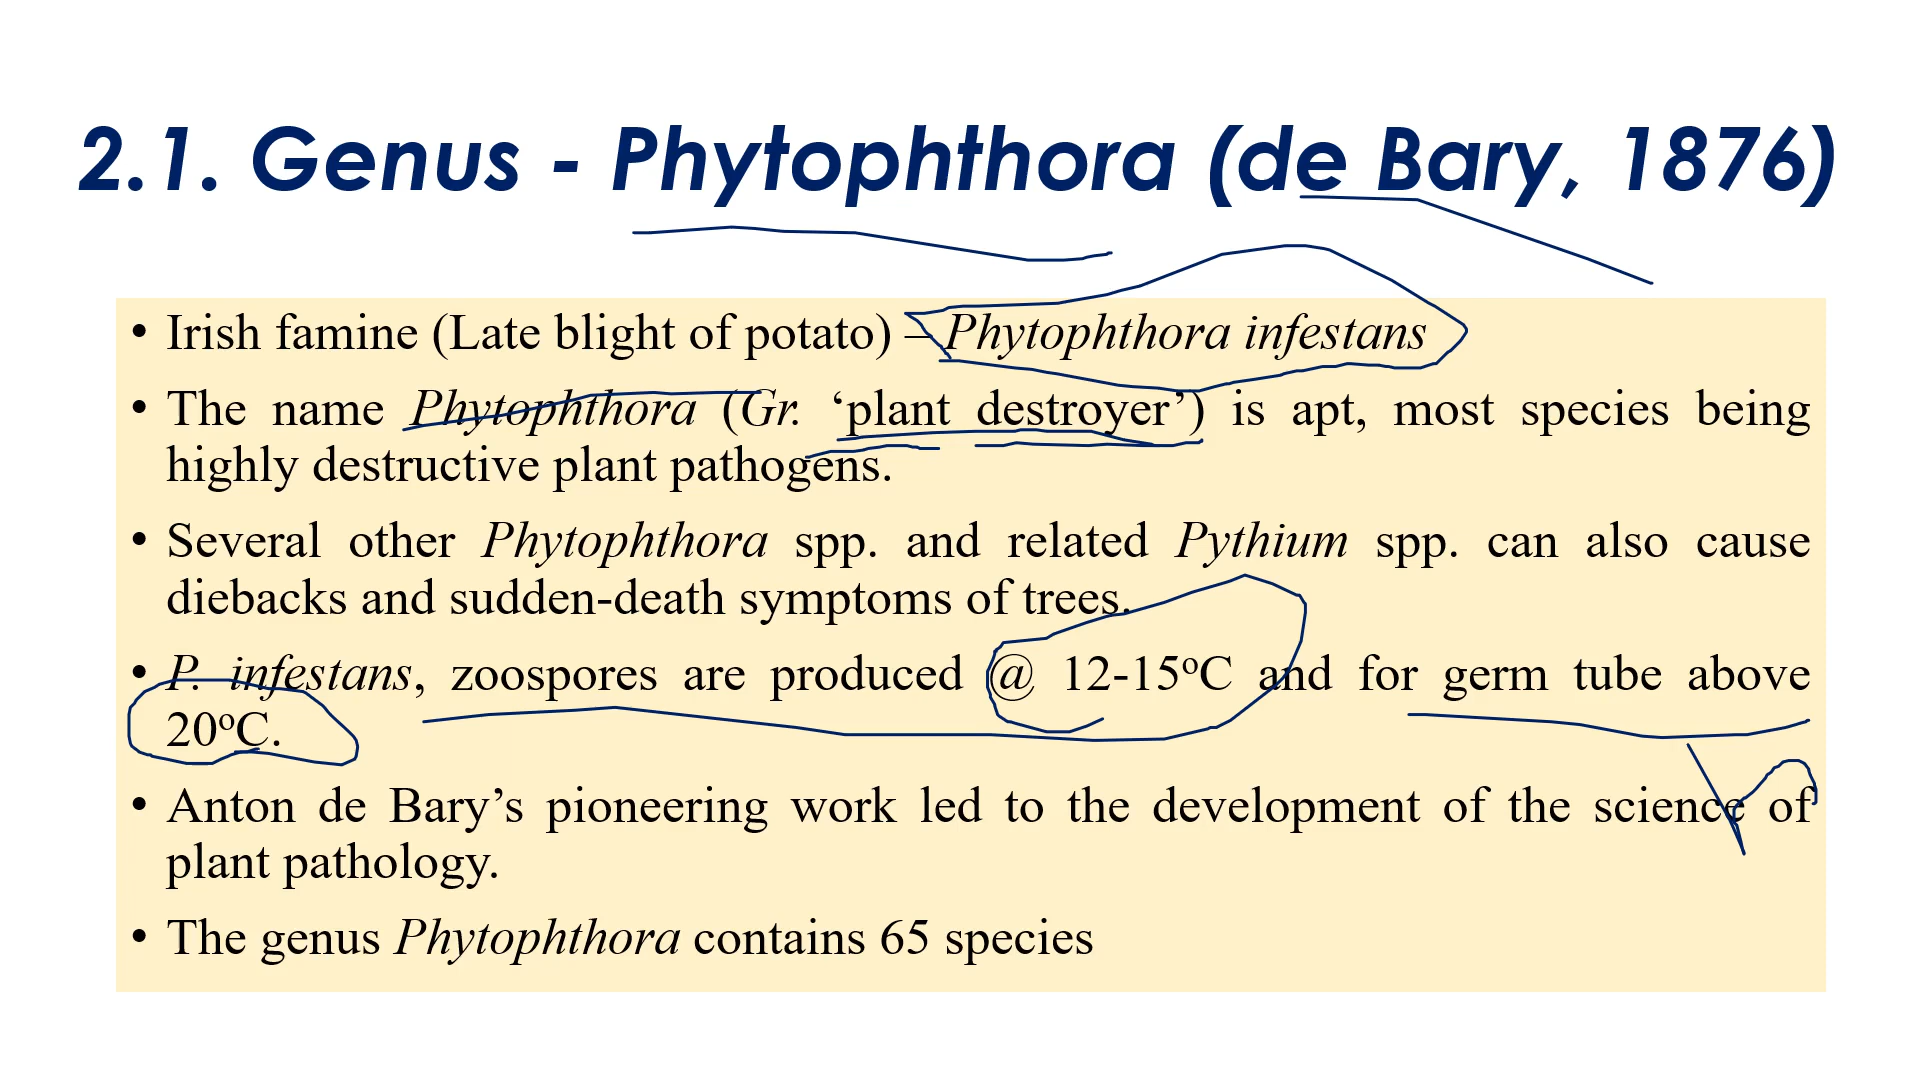 2.1. Genus - Phytophthora (de Bary, 1876)
• Irish famine (Late blight of potato) – Phytophthora infestans
• The name Phytophthora (Gr. ‘plant destroyer’) is apt, most species being
highly destructive plant pathogens.
• Several other Phytophthora spp. and related Pythium spp. can also cause
diebacks and sudden-death symptoms of trees.
• P. infestans, zoospores are produced @ 12-15ºC and for germ tube above
20ºC.
• Anton de Bary’s pioneering work led to the development of the science of
plant pathology.
• The genus Phytophthora contains 65 species